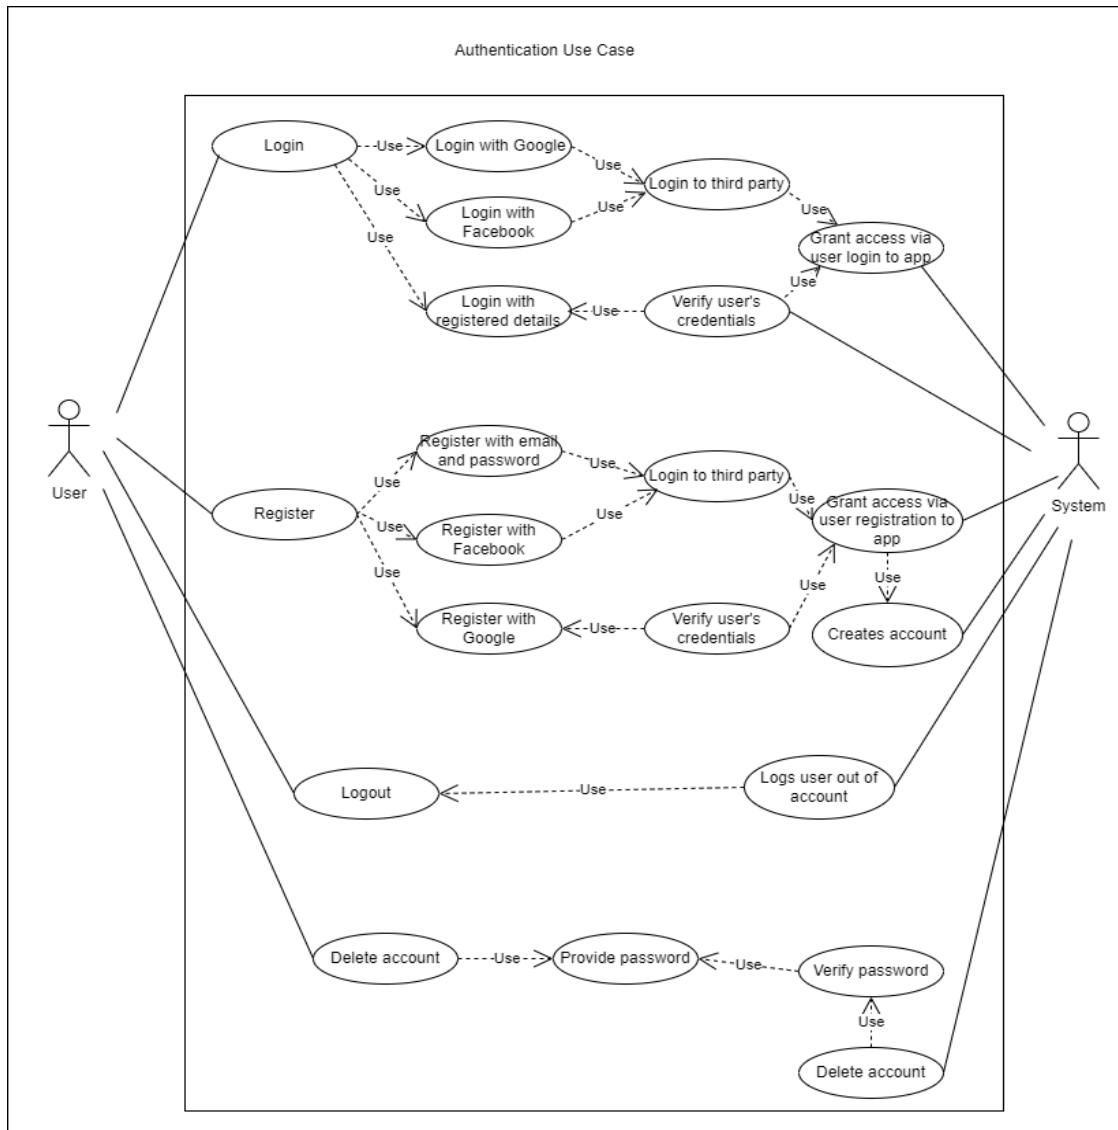 Authentication Use Case
Login
Use
Login with Google
Use
Login to third party
Use
Login with
Facebook
Use
Use
Grant access via
user login to app
Use
Login with
registered details
Use
Verify user's
credentials
Use
User
System
Register
Use
Register with email
and password
Use
Login to third party
Use
Grant access via
user registration to
app
Use
Register with
Facebook
Use
Use
Use
Register with
Google
Use
Verify user's
credentials
Use
Creates account
Logout
Use
Logs user out of
account
Delete account
Use
Provide password
Use
Verify password
Use
Delete account